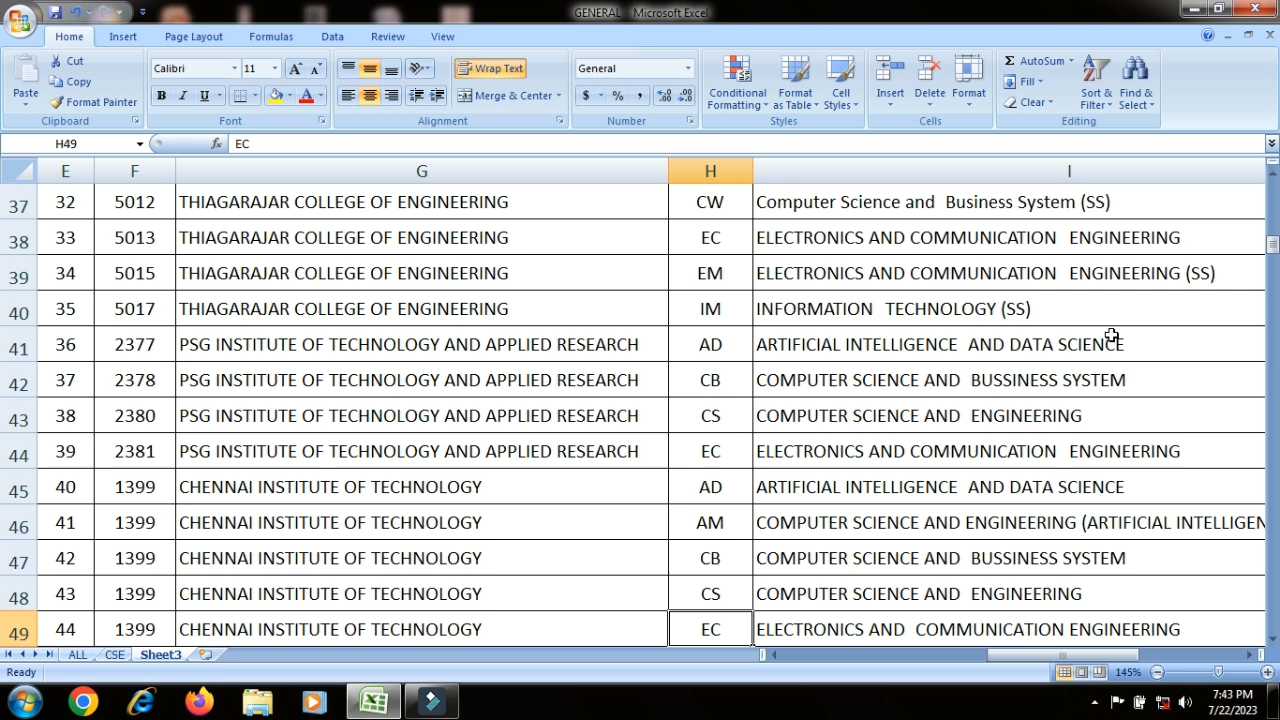 GENERAL - Microsoft Excel
Home Insert Page Layout Formulas Data Review View
Paste Cut Copy Format Painter Clipboard
Calibri 11 B I U A A A Font
Wrap Text Merge & Center Alignment
General $ % , Number
Conditional Formatting Format as Table Cell Styles Styles
Insert Delete Format Cells
Σ AutoSum Fill Clear Sort & Filter Find & Select Editing
H49 fx EC
E F G H I
37 32 5012 THIAGARAJAR COLLEGE OF ENGINEERING CW Computer Science and Business System (SS)
38 33 5013 THIAGARAJAR COLLEGE OF ENGINEERING EC ELECTRONICS AND COMMUNICATION ENGINEERING
39 34 5015 THIAGARAJAR COLLEGE OF ENGINEERING EM ELECTRONICS AND COMMUNICATION ENGINEERING (SS)
40 35 5017 THIAGARAJAR COLLEGE OF ENGINEERING IM INFORMATION TECHNOLOGY (SS)
41 36 2377 PSG INSTITUTE OF TECHNOLOGY AND APPLIED RESEARCH AD ARTIFICIAL INTELLIGENCE AND DATA SCIENCE
42 37 2378 PSG INSTITUTE OF TECHNOLOGY AND APPLIED RESEARCH CB COMPUTER SCIENCE AND BUSSINESS SYSTEM
43 38 2380 PSG INSTITUTE OF TECHNOLOGY AND APPLIED RESEARCH CS COMPUTER SCIENCE AND ENGINEERING
44 39 2381 PSG INSTITUTE OF TECHNOLOGY AND APPLIED RESEARCH EC ELECTRONICS AND COMMUNICATION ENGINEERING
45 40 1399 CHENNAI INSTITUTE OF TECHNOLOGY AD ARTIFICIAL INTELLIGENCE AND DATA SCIENCE
46 41 1399 CHENNAI INSTITUTE OF TECHNOLOGY AM COMPUTER SCIENCE AND ENGINEERING (ARTIFICIAL INTELLIGEN
47 42 1399 CHENNAI INSTITUTE OF TECHNOLOGY CB COMPUTER SCIENCE AND BUSSINESS SYSTEM
48 43 1399 CHENNAI INSTITUTE OF TECHNOLOGY CS COMPUTER SCIENCE AND ENGINEERING
49 44 1399 CHENNAI INSTITUTE OF TECHNOLOGY EC ELECTRONICS AND COMMUNICATION ENGINEERING
ALL CSE Sheet3
Ready 145%
7:43 PM
7/22/2023